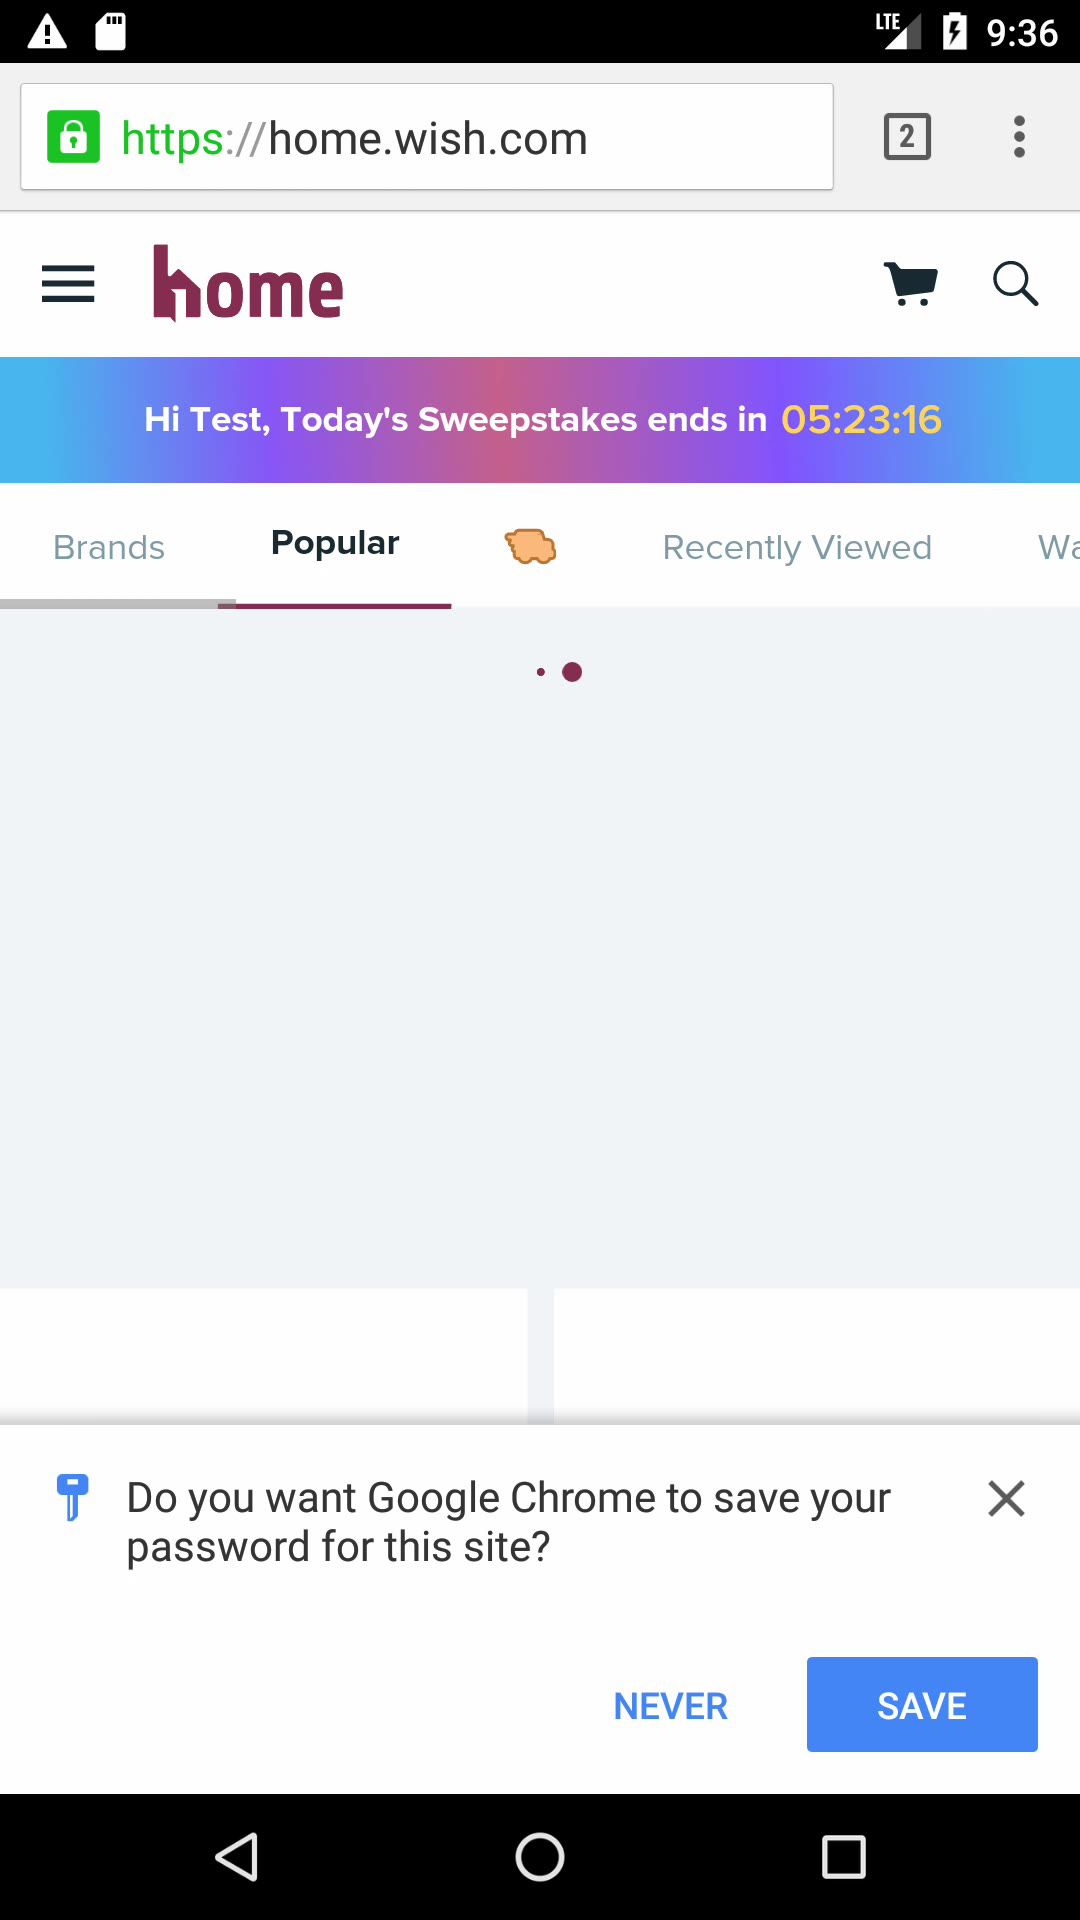 LTE 9:36
https://home.wish.com 2
home
Hi Test, Today's Sweepstakes ends in 05:23:16
Brands Popular Recently Viewed Wa
Do you want Google Chrome to save your
password for this site?
NEVER SAVE